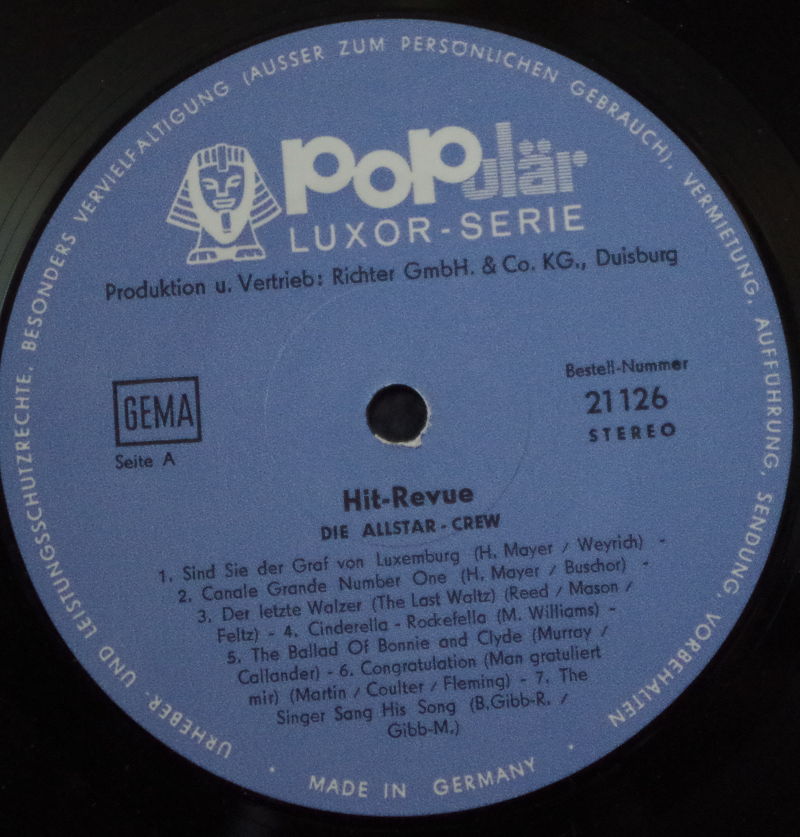 URHEBER- UND LEISTUNGSSCHUTZRECHTE, BESONDERS VERVIELFÄLTIGUNG (AUSSER ZUM PERSÖNLICHEN GEBRAUCH), VERMIETUNG, AUFFÜHRUNG, SENDUNG, VORBEHALTEN
populär
LUXOR-SERIE
Produktion u. Vertrieb: Richter GmbH. & Co. KG., Duisburg
GEMA
Seite A
Bestell-Nummer
21 126
STEREO
Hit-Revue
DIE ALLSTAR-CREW
1. Sind Sie der Graf von Luxemburg (H. Mayer / Weyrich) -
2. Canale Grande Number One (H. Mayer / Buschor) -
3. Der letzte Walzer (The Last Waltz) (Reed / Mason /
Feltz) - 4. Cinderella - Rockefella (M. Williams) -
5. The Ballad Of Bonnie and Clyde (Murray /
Callander) - 6. Congratulation (Man gratuliert
mir) (Martin / Coulter / Fleming) - 7. The
Singer Sang His Song (B.Gibb-R. /
Gibb-M.)
• MADE IN GERMANY •